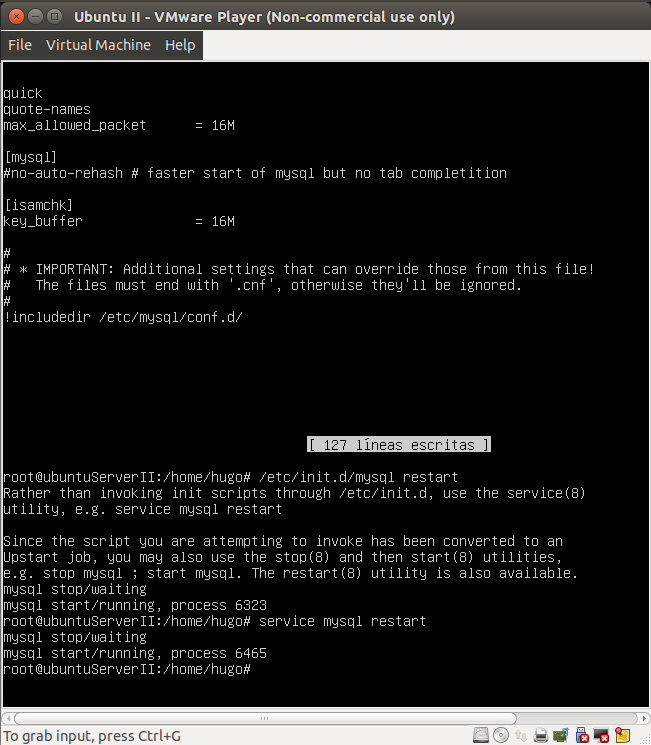 Ubuntu II - VMware Player (Non-commercial use only)
File Virtual Machine Help
quick
quote-names
max_allowed_packet = 16M
[mysql]
#no-auto-rehash # faster start of mysql but no tab completition
[isamchk]
key_buffer = 16M
#
# * IMPORTANT: Additional settings that can override those from this file!
# The files must end with '.cnf', otherwise they'll be ignored.
#
!includedir /etc/mysql/conf.d/
[ 127 líneas escritas ]
root@ubuntuServerII:/home/hugo# /etc/init.d/mysql restart
Rather than invoking init scripts through /etc/init.d, use the service(8)
utility, e.g. service mysql restart
Since the script you are attempting to invoke has been converted to an
Upstart job, you may also use the stop(8) and then start(8) utilities,
e.g. stop mysql ; start mysql. The restart(8) utility is also available.
mysql stop/waiting
mysql start/running, process 6323
root@ubuntuServerII:/home/hugo# service mysql restart
mysql stop/waiting
mysql start/running, process 6465
root@ubuntuServerII:/home/hugo#
To grab input, press Ctrl+G